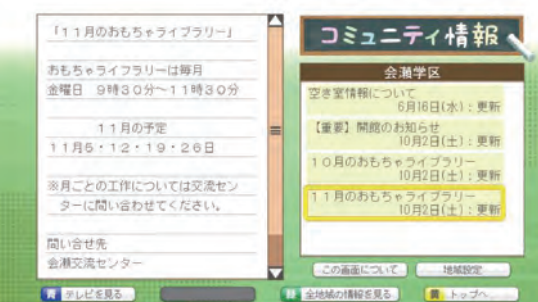 「11月のおもちゃライブラリー」
おもちゃライブラリーは毎月
金曜日 9時30分〜11時30分
11月の予定
11月5・12・19・26日
※月ごとの工作については交流セン
ターに問い合わせてください。
問い合せ先
会瀬交流センター
コミュニティ情報
会瀬学区
空き室情報について
6月16日(水):更新
【重要】開館のお知らせ
10月2日(土):更新
10月のおもちゃライブラリー
10月2日(土):更新
11月のおもちゃライブラリー
10月2日(土):更新
この画面について
地域設定
青 テレビを見る
緑 全地域の情報を見る
黄 トップへ